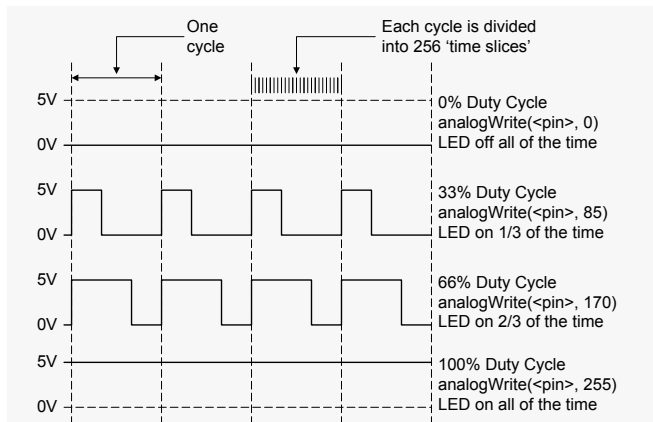 One
cycle
Each cycle is divided
into 256 ‘time slices’
5V
0V
0% Duty Cycle
analogWrite(<pin>, 0)
LED off all of the time
5V
0V
33% Duty Cycle
analogWrite(<pin>, 85)
LED on 1/3 of the time
5V
0V
66% Duty Cycle
analogWrite(<pin>, 170)
LED on 2/3 of the time
5V
0V
100% Duty Cycle
analogWrite(<pin>, 255)
LED on all of the time